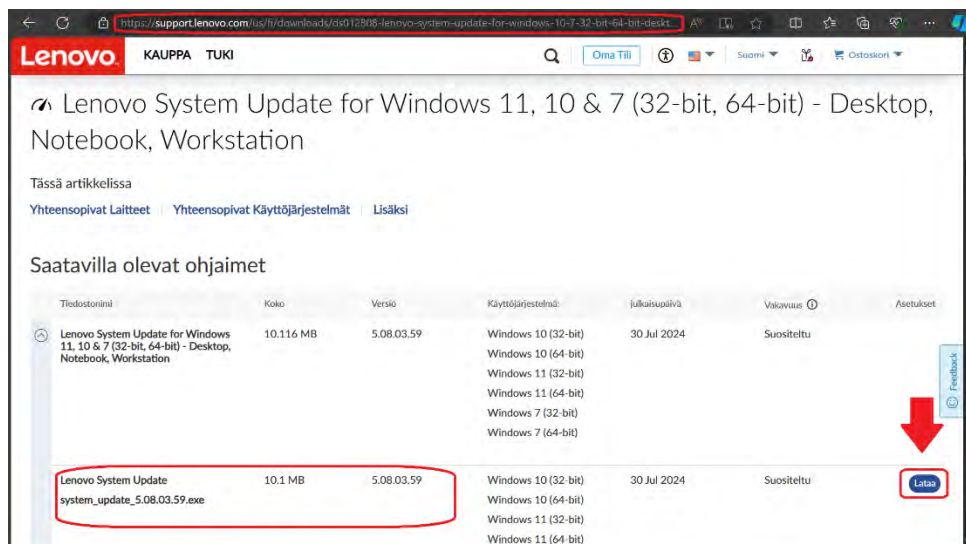 https://support.lenovo.com/us/fi/downloads/ds012808-lenovo-system-update-for-windows-10-7-32-bit-64-bit-deskt...
Lenovo KAUPPA TUKI Oma Tili Suomi Ostoskori
Lenovo System Update for Windows 11, 10 & 7 (32-bit, 64-bit) - Desktop,
Notebook, Workstation
Tässä artikkelissa
Yhteensopivat Laitteet Yhteensopivat Käyttöjärjestelmät Lisäksi
Saatavilla olevat ohjaimet
Tiedostonimi Koko Versio Käyttöjärjestelmä: Julkaisupäivä Vakavuus Asetukset
Lenovo System Update for Windows 10.116 MB 5.08.03.59 Windows 10 (32-bit) 30 Jul 2024 Suositeltu
11, 10 & 7 (32-bit, 64-bit) - Desktop, Windows 10 (64-bit)
Notebook, Workstation
Windows 11 (32-bit)
Windows 11 (64-bit)
Windows 7 (32-bit)
Windows 7 (64-bit)
Feedback
Lenovo System Update 10.1 MB 5.08.03.59 Windows 10 (32-bit) 30 Jul 2024 Suositeltu Lataa
system_update_5.08.03.59.exe Windows 10 (64-bit)
Windows 11 (32-bit)
Windows 11 (64-bit)